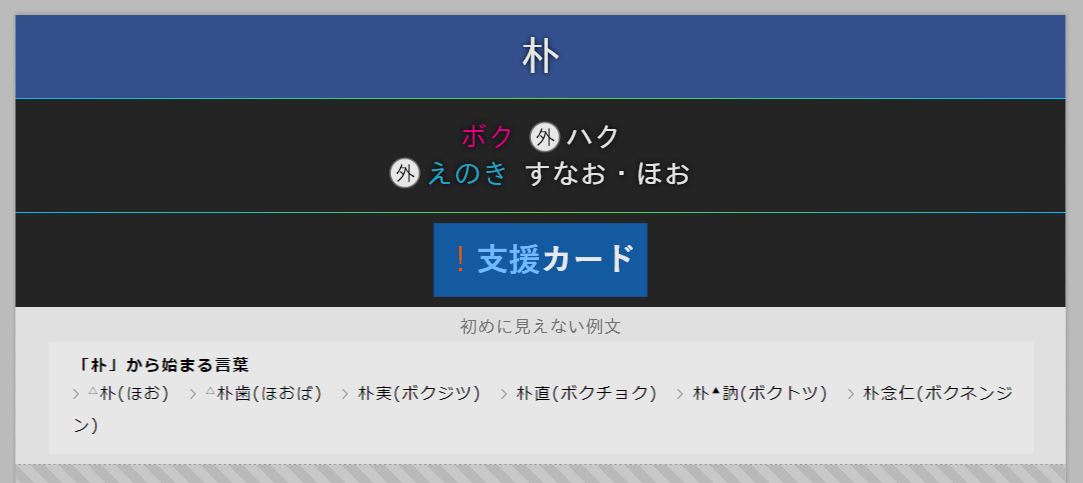 朴
ボク 外 ハク
外 えのき すなお・ほお
！支援カード
初めに見えない例文
「朴」から始まる言葉
> △朴(ほお) > △朴歯(ほおば) > 朴実(ボクジツ) > 朴直(ボクチョク) > 朴▲訥(ボクトツ) > 朴念仁(ボクネンジ
ン)